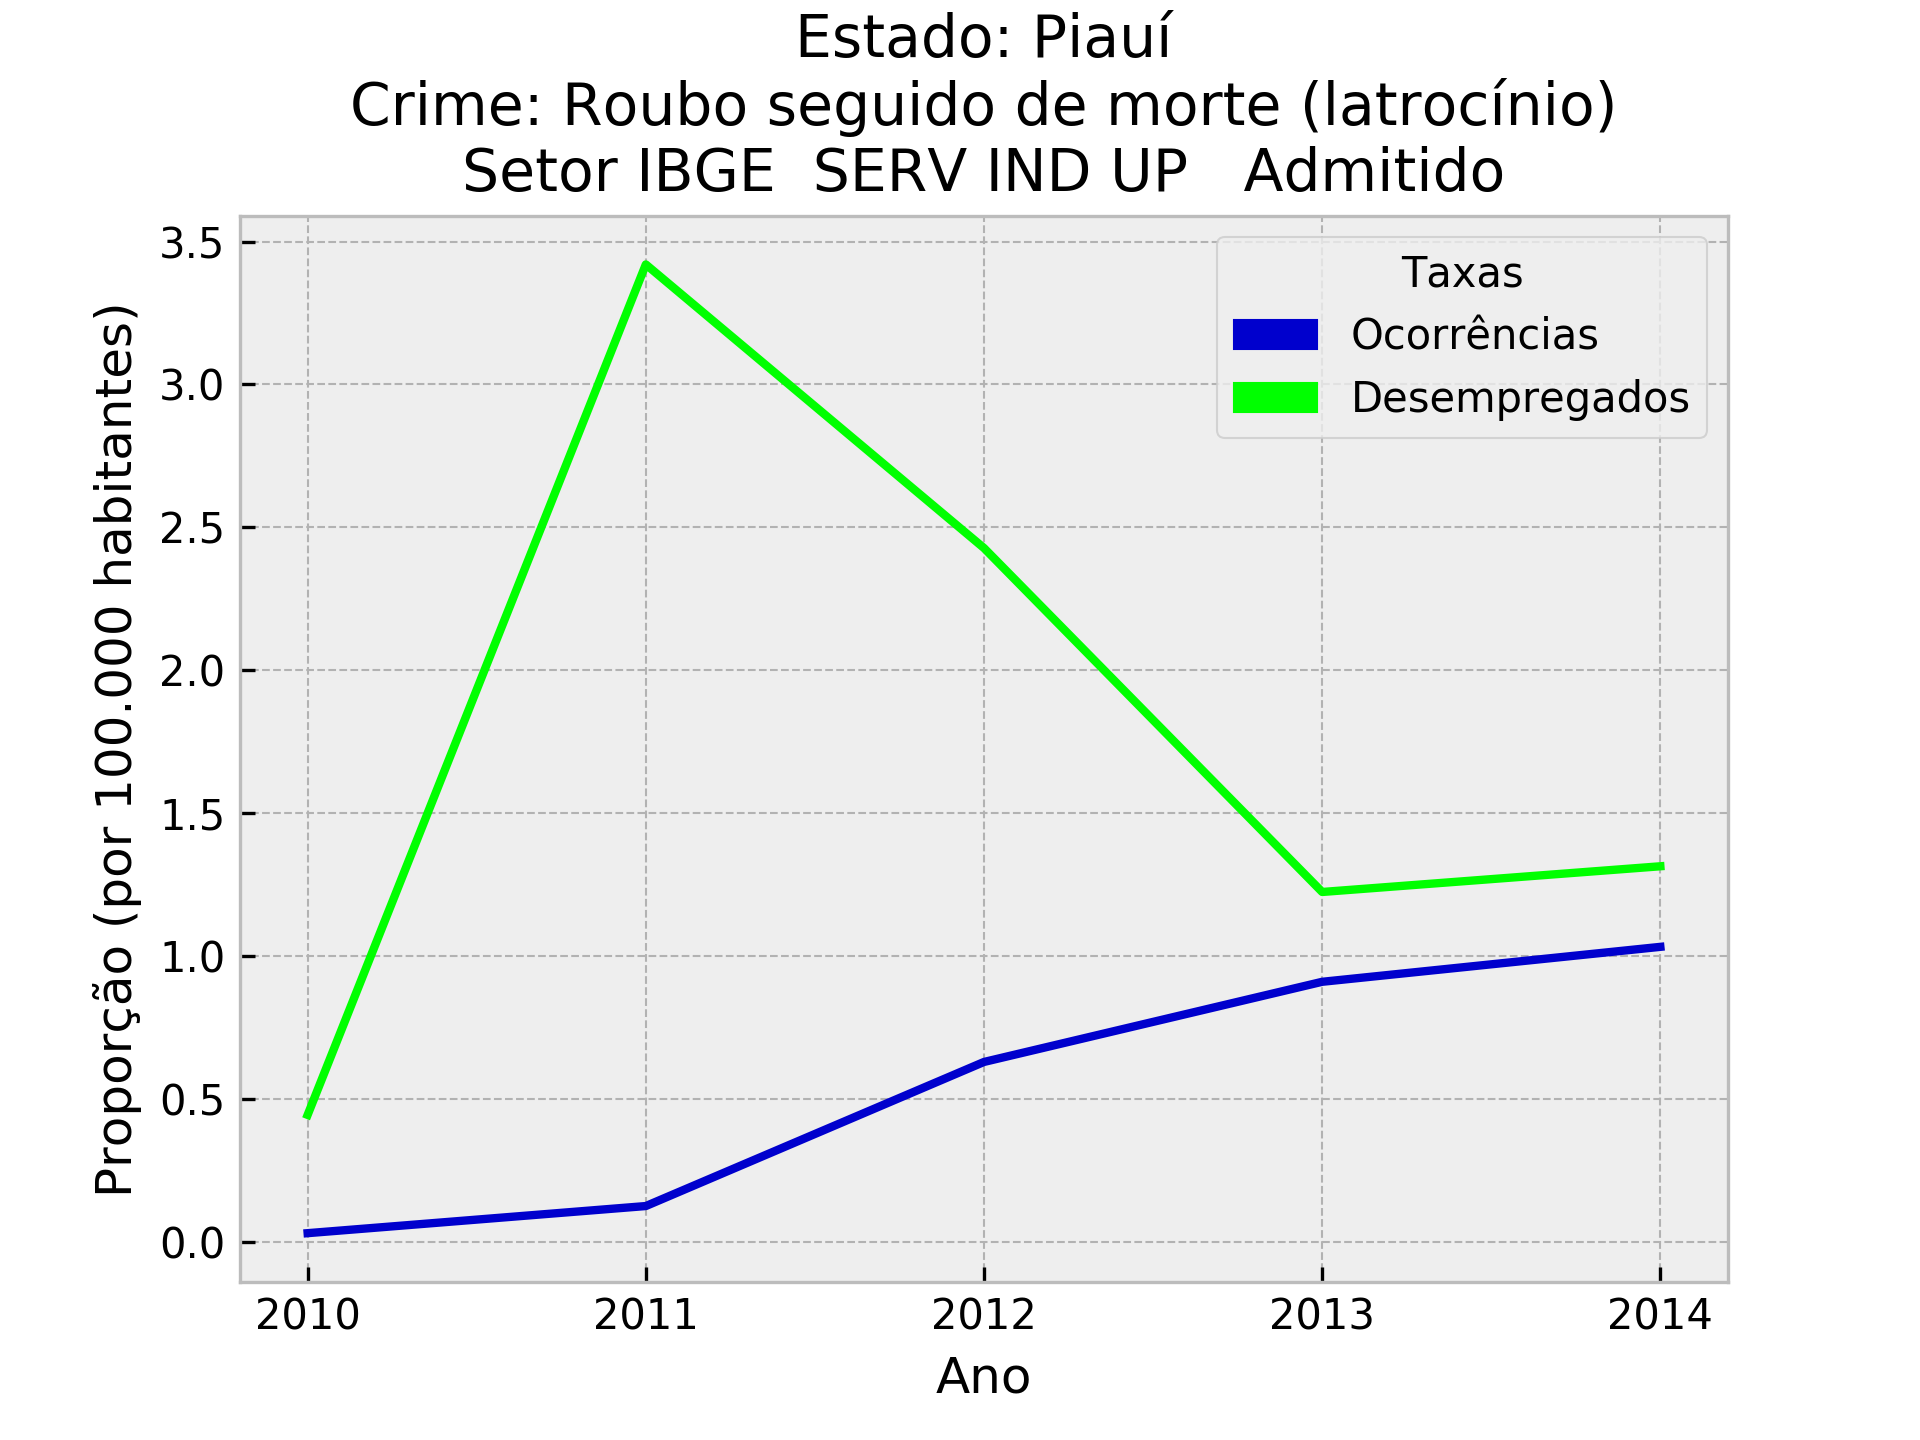 Estado: Piauí
Crime: Roubo seguido de morte (latrocínio)
Setor IBGE  SERV IND UP   Admitido
3.5
3.0
2.5
2.0
1.5
1.0
0.5
0.0
Proporção (por 100.000 habitantes)
Taxas
Ocorrências
Desempregados
2010 2011 2012 2013 2014
Ano